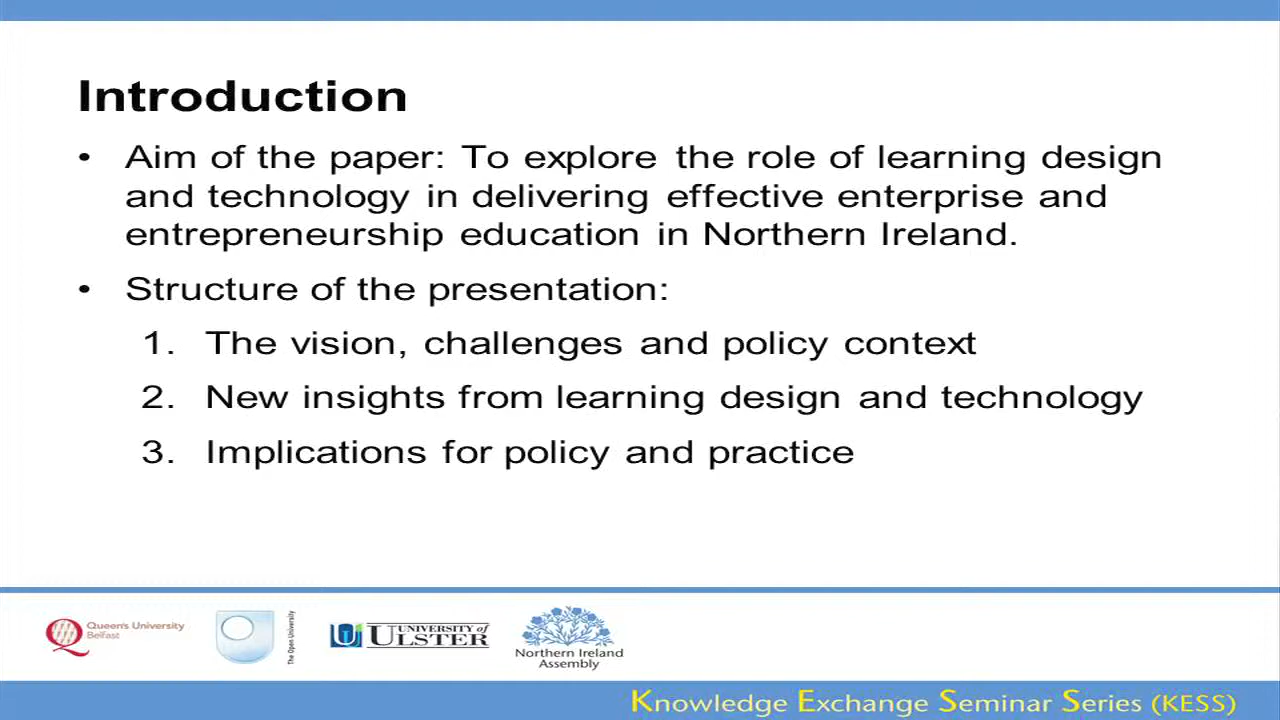 Introduction
• Aim of the paper: To explore the role of learning design
and technology in delivering effective enterprise and
entrepreneurship education in Northern Ireland.
• Structure of the presentation:
1. The vision, challenges and policy context
2. New insights from learning design and technology
3. Implications for policy and practice
Queen's University
Belfast
The Open University
UNIVERSITY of
ULSTER
Northern Ireland
Assembly
Knowledge Exchange Seminar Series (KESS)